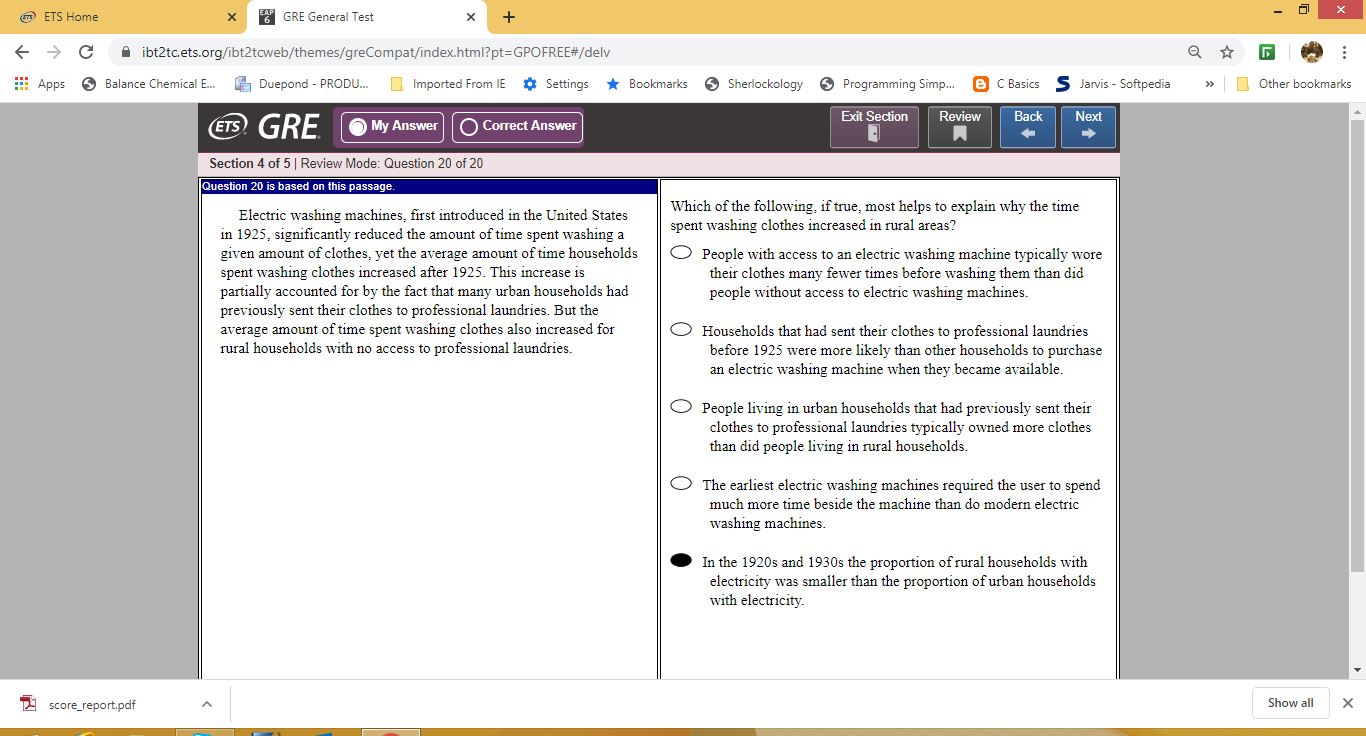 ETS Home
GRE General Test
ibt2tc.ets.org/ibt2tcweb/themes/greCompat/index.html?pt=GPOFREE#/delv
Apps
Balance Chemical E...
Duepond - PRODU...
Imported From IE
Settings
Bookmarks
Sherlockology
Programming Simp...
C Basics
Jarvis - Softpedia
»
Other bookmarks
ETS GRE
My Answer
Correct Answer
Exit Section
Review
Back
Next
Section 4 of 5 | Review Mode: Question 20 of 20
Question 20 is based on this passage.
Electric washing machines, first introduced in the United States
in 1925, significantly reduced the amount of time spent washing a
given amount of clothes, yet the average amount of time households
spent washing clothes increased after 1925. This increase is
partially accounted for by the fact that many urban households had
previously sent their clothes to professional laundries. But the
average amount of time spent washing clothes also increased for
rural households with no access to professional laundries.
Which of the following, if true, most helps to explain why the time
spent washing clothes increased in rural areas?
People with access to an electric washing machine typically wore
their clothes many fewer times before washing them than did
people without access to electric washing machines.
Households that had sent their clothes to professional laundries
before 1925 were more likely than other households to purchase
an electric washing machine when they became available.
People living in urban households that had previously sent their
clothes to professional laundries typically owned more clothes
than did people living in rural households.
The earliest electric washing machines required the user to spend
much more time beside the machine than do modern electric
washing machines.
In the 1920s and 1930s the proportion of rural households with
electricity was smaller than the proportion of urban households
with electricity.
score_report.pdf
Show all